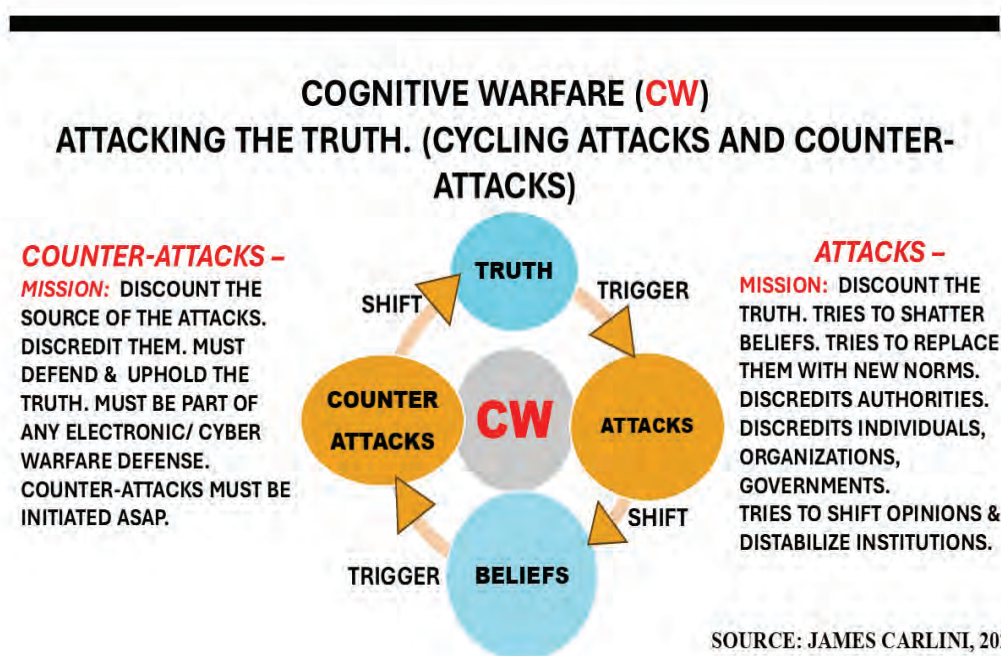 COGNITIVE WARFARE (CW)
ATTACKING THE TRUTH. (CYCLING ATTACKS AND COUNTER-
ATTACKS)
COUNTER-ATTACKS –
MISSION: DISCOUNT THE
SOURCE OF THE ATTACKS.
DISCREDIT THEM. MUST
DEFEND & UPHOLD THE
TRUTH. MUST BE PART OF
ANY ELECTRONIC/ CYBER
WARFARE DEFENSE.
COUNTER-ATTACKS MUST BE
INITIATED ASAP.
TRUTH
SHIFT
TRIGGER
COUNTER
ATTACKS
CW
ATTACKS
SHIFT
TRIGGER
BELIEFS
ATTACKS –
MISSION: DISCOUNT THE
TRUTH. TRIES TO SHATTER
BELIEFS. TRIES TO REPLACE
THEM WITH NEW NORMS.
DISCREDITS AUTHORITIES.
DISCREDITS INDIVIDUALS,
ORGANIZATIONS,
GOVERNMENTS.
TRIES TO SHIFT OPINIONS &
DISTABILIZE INSTITUTIONS.
SOURCE: JAMES CARLINI,